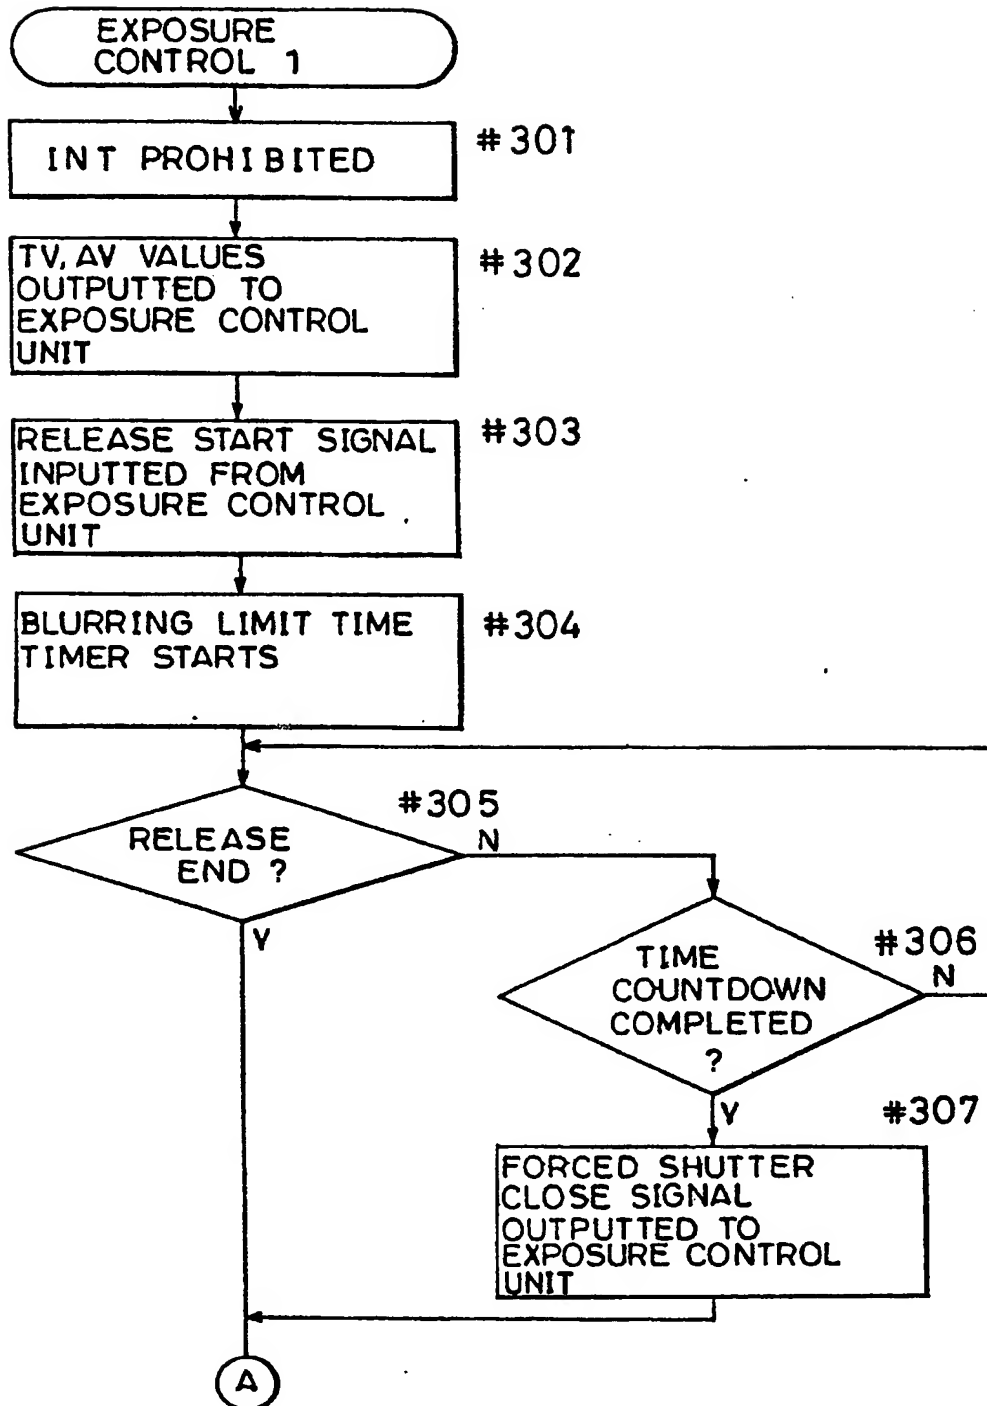 EXPOSURE
CONTROL 1
INT PROHIBITED
#301
TV, AV VALUES
OUTPUTTED TO
EXPOSURE CONTROL
UNIT
#302
RELEASE START SIGNAL
INPUTTED FROM
EXPOSURE CONTROL
UNIT
#303
BLURRING LIMIT TIME
TIMER STARTS
#304
RELEASE
END ?
#305
N
Y
TIME
COUNTDOWN
COMPLETED
?
#306
N
Y
#307
FORCED SHUTTER
CLOSE SIGNAL
OUTPUTTED TO
EXPOSURE CONTROL
UNIT
A